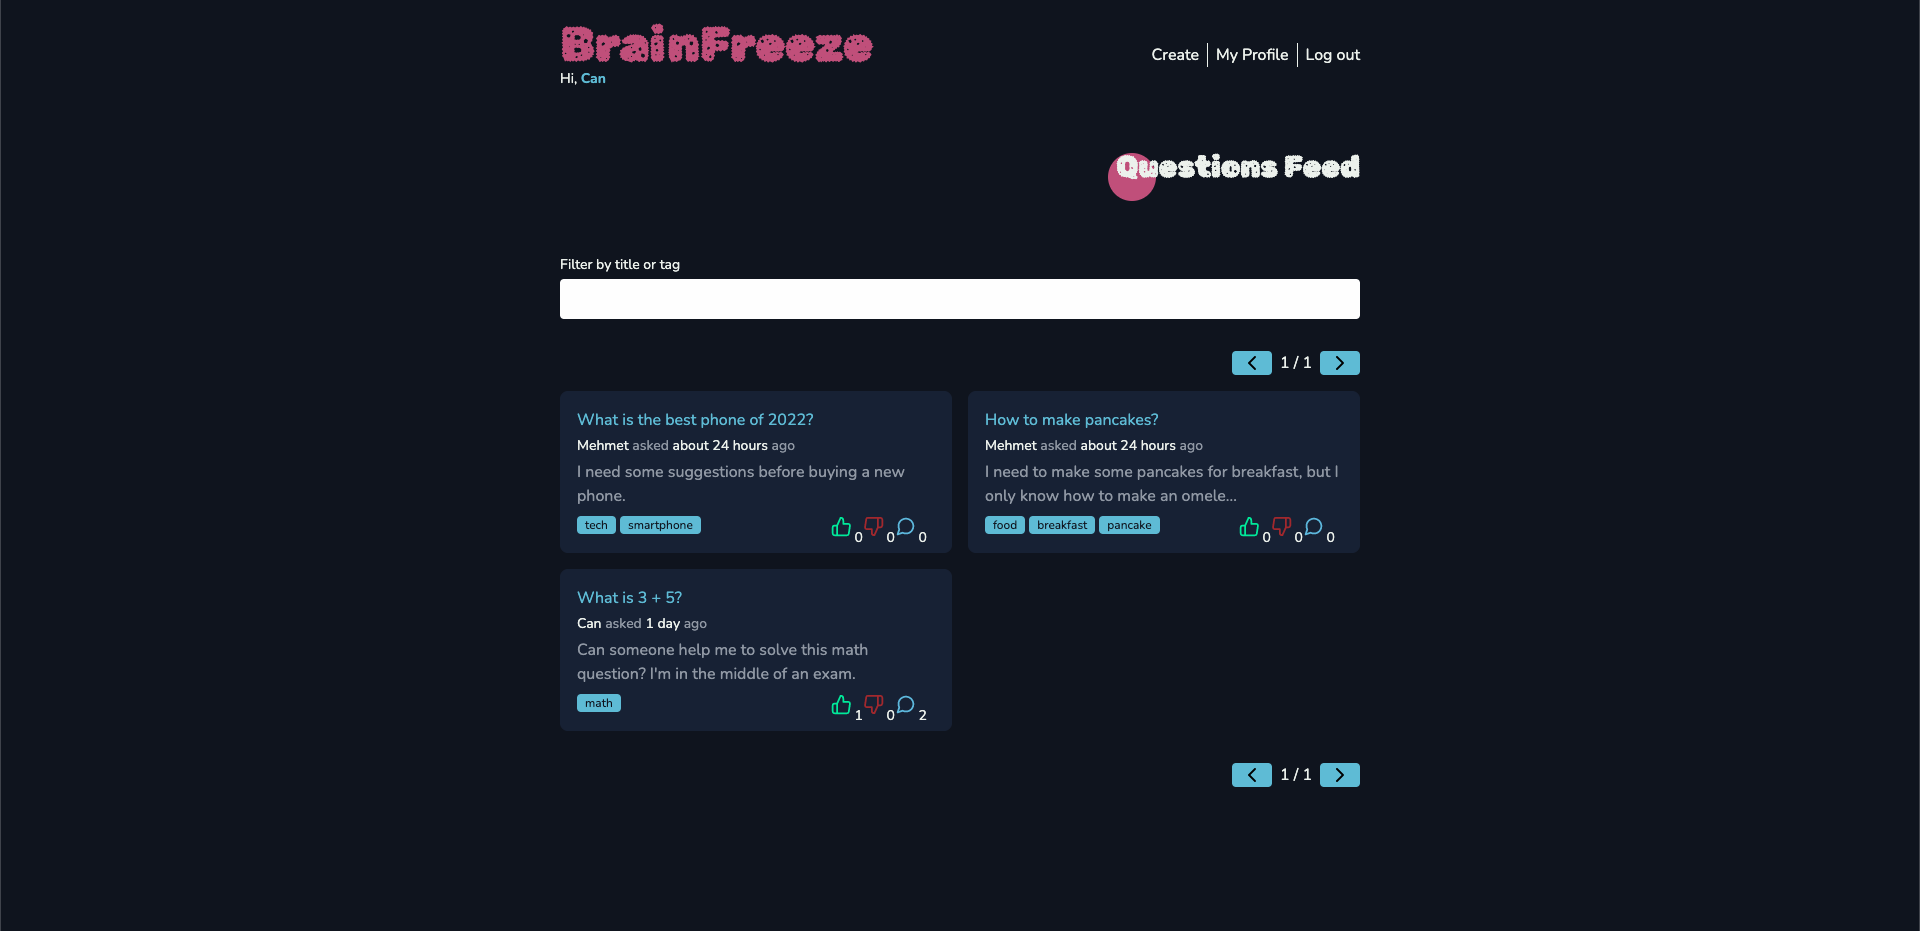 BrainFreeze
Hi, Can
Create
My Profile
Log out
Questions Feed
Filter by title or tag
1 / 1
What is the best phone of 2022?
Mehmet asked about 24 hours ago
I need some suggestions before buying a new
phone.
tech smartphone
0 0 0
How to make pancakes?
Mehmet asked about 24 hours ago
I need to make some pancakes for breakfast, but I
only know how to make an omele...
food breakfast pancake
0 0 0
What is 3 + 5?
Can asked 1 day ago
Can someone help me to solve this math
question? I'm in the middle of an exam.
math
1 0 2
1 / 1